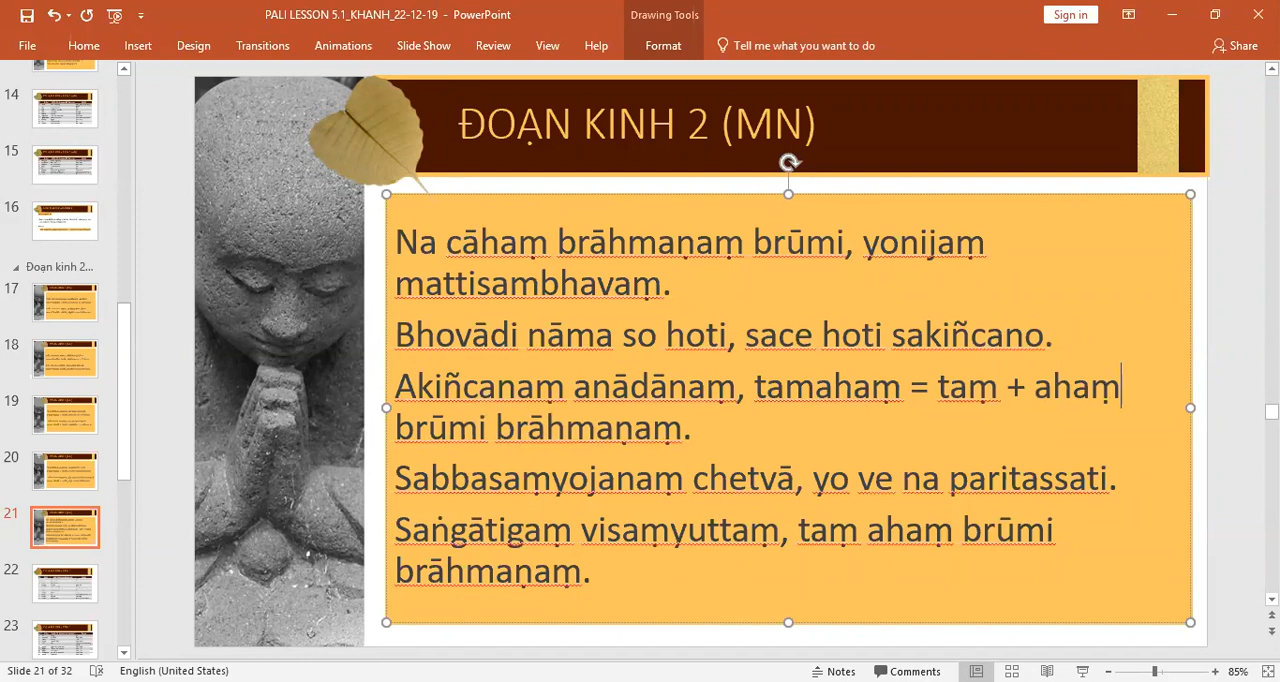 PALI LESSON 5.1_KHANH_22-12-19 - PowerPoint
Drawing Tools
Sign in
File Home Insert Design Transitions Animations Slide Show Review View Help Format Tell me what you want to do Share
14
15
16
Đoạn kinh 2...
17
18
19
20
21
22
23
ĐOẠN KINH 2 (MN)
Na cāhaṃ brāhmaṇaṃ brūmi, yonijaṃ
mattisambhavaṃ.
Bhovādi nāma so hoti, sace hoti sakiñcano.
Akiñcanaṃ anādānaṃ, tamahaṃ = taṃ + ahaṃ
brūmi brāhmaṇaṃ.
Sabbasaṃyojanaṃ chetvā, yo ve na paritassati.
Saṅgātigaṃ visaṃyuttaṃ, taṃ ahaṃ brūmi
brāhmaṇaṃ.
Slide 21 of 32 English (United States) Notes Comments 85%